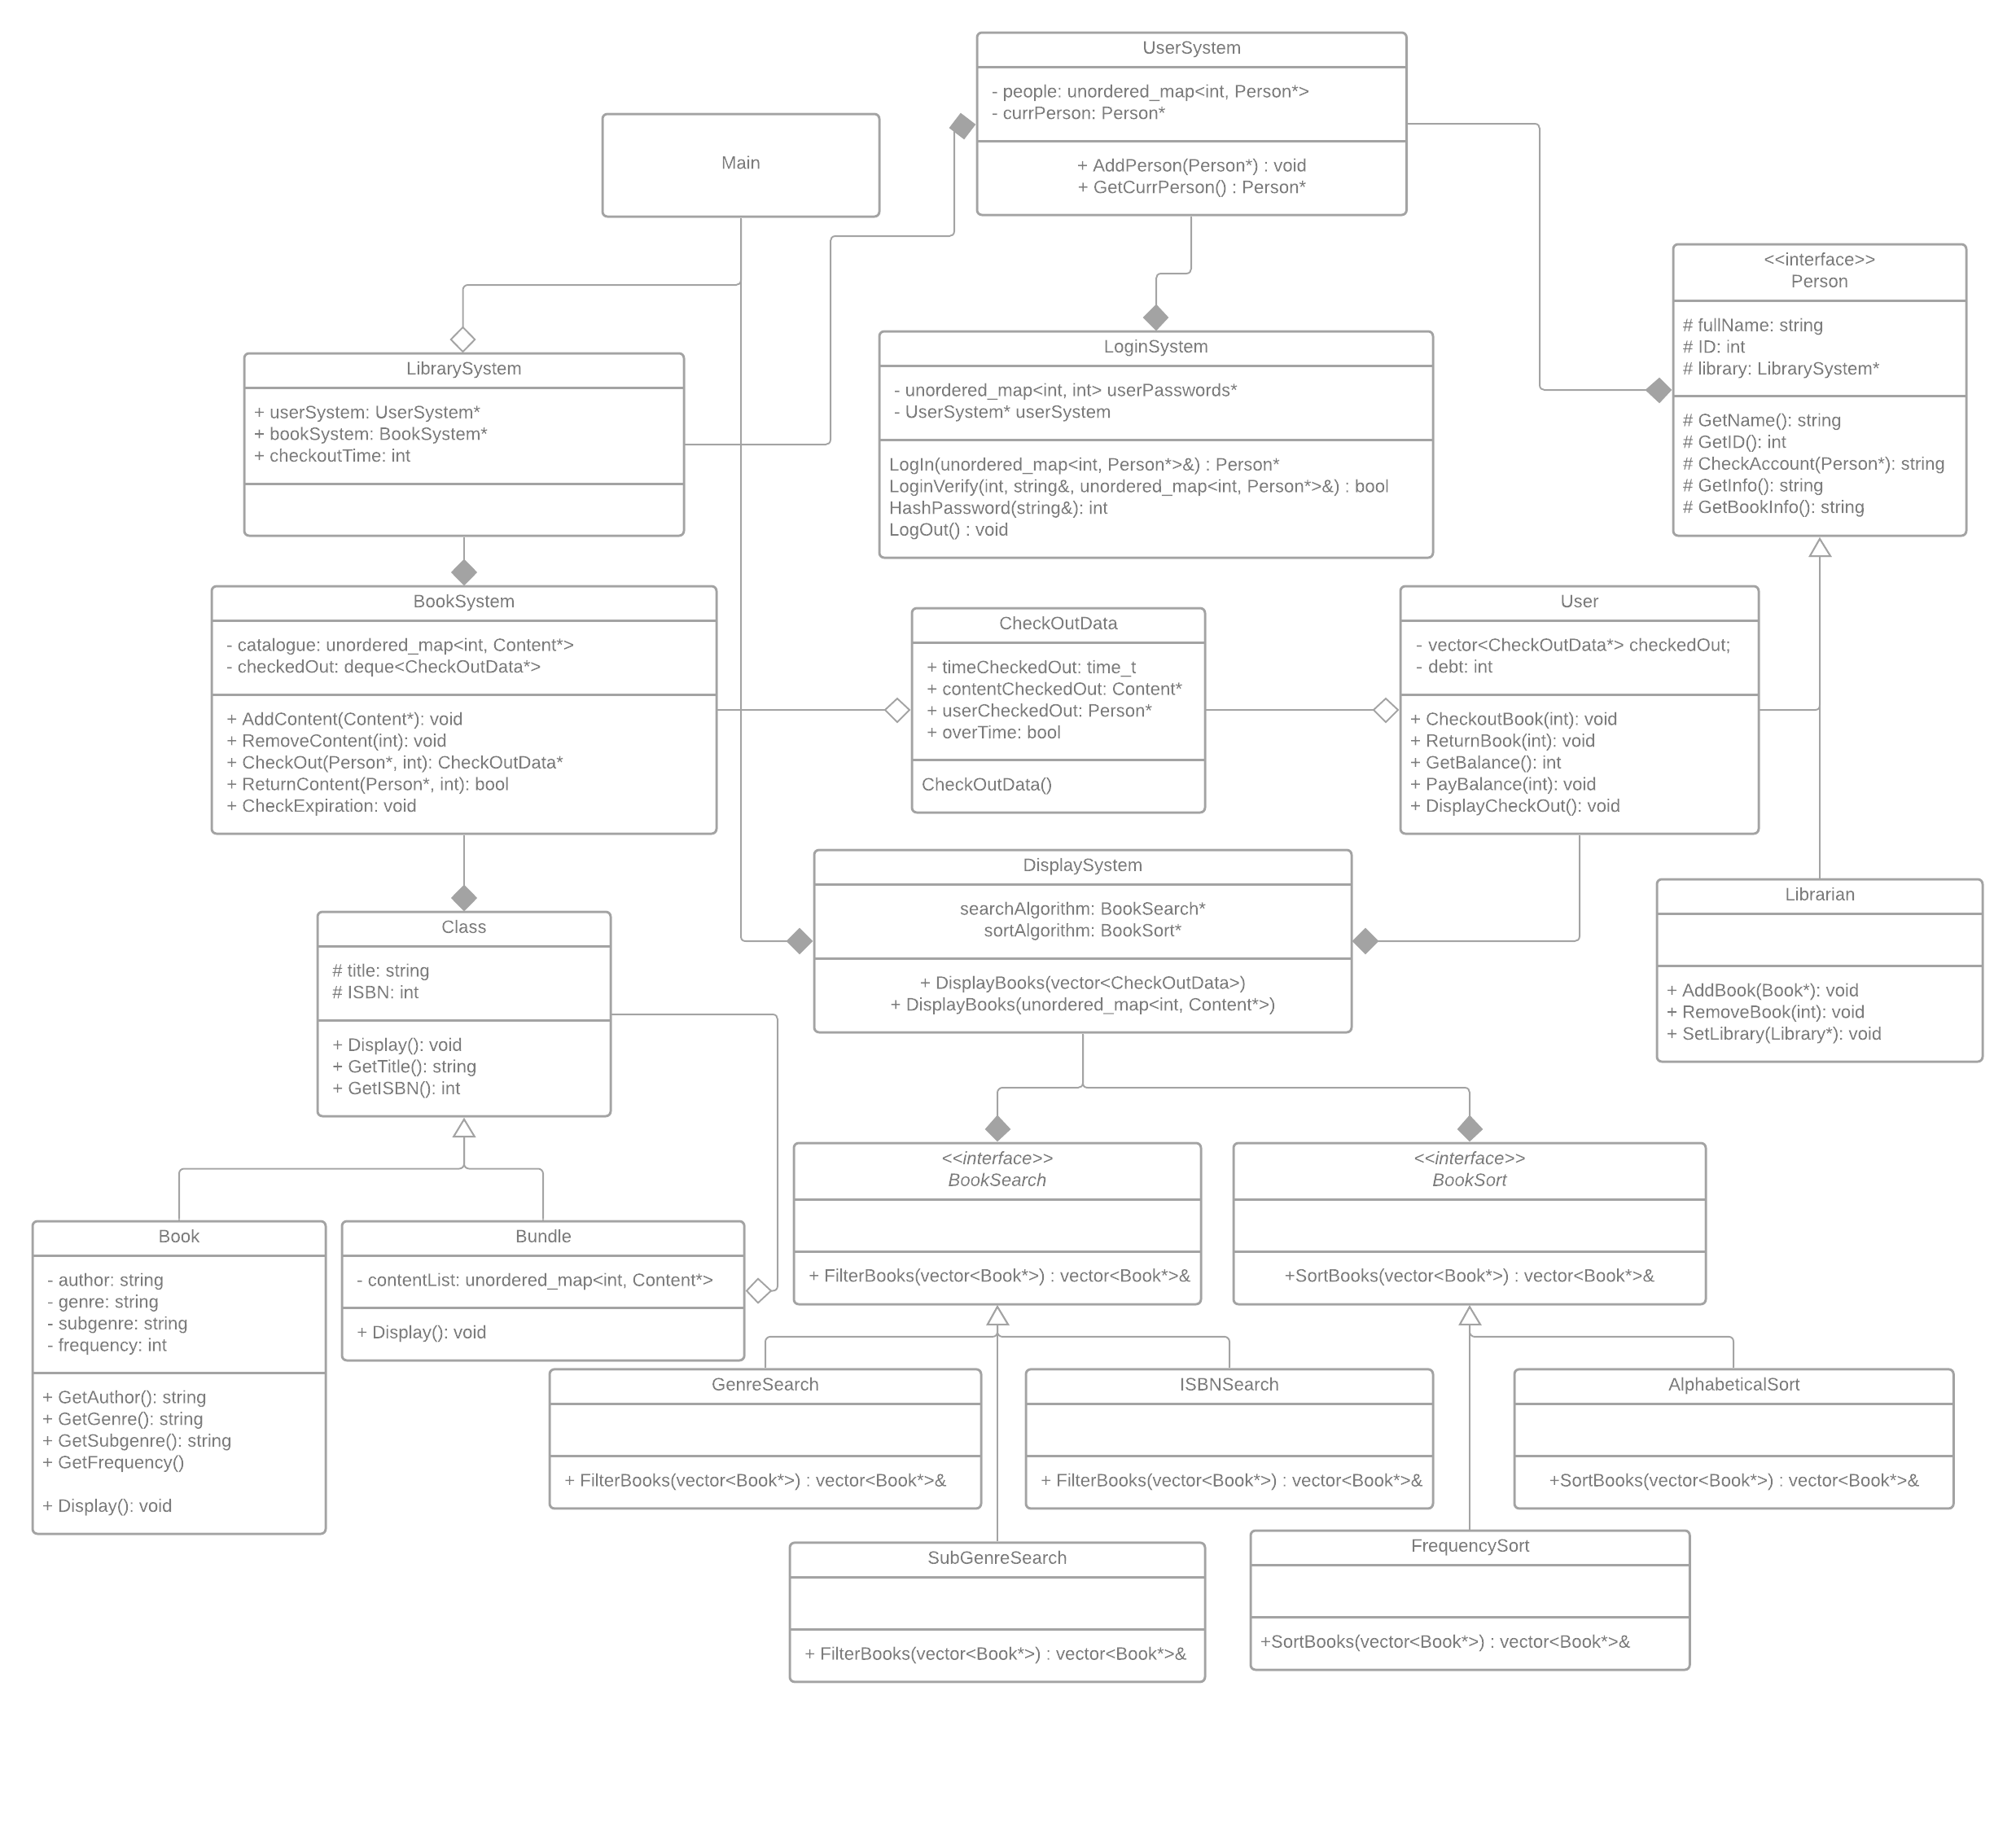 UserSystem
- people: unordered_map<int, Person*>
- currPerson: Person*
+ AddPerson(Person*) : void
+ GetCurrPerson() : Person*
Main
<<interface>>
Person
# fullName: string
# ID: int
# library: LibrarySystem*
# GetName(): string
# GetID(): int
# CheckAccount(Person*): string
# GetInfo(): string
# GetBookInfo(): string
LibrarySystem
+ userSystem: UserSystem*
+ bookSystem: BookSystem*
+ checkoutTime: int
LoginSystem
- unordered_map<int, int> userPasswords*
- UserSystem* userSystem
LogIn(unordered_map<int, Person*>&) : Person*
LoginVerify(int, string&, unordered_map<int, Person*>&) : bool
HashPassword(string&): int
LogOut() : void
BookSystem
- catalogue: unordered_map<int, Content*>
- checkedOut: deque<CheckOutData*>
+ AddContent(Content*): void
+ RemoveContent(int): void
+ CheckOut(Person*, int): CheckOutData*
+ ReturnContent(Person*, int): bool
+ CheckExpiration: void
CheckOutData
+ timeCheckedOut: time_t
+ contentCheckedOut: Content*
+ userCheckedOut: Person*
+ overTime: bool
CheckOutData()
User
- vector<CheckOutData*> checkedOut;
- debt: int
+ CheckoutBook(int): void
+ ReturnBook(int): void
+ GetBalance(): int
+ PayBalance(int): void
+ DisplayCheckOut(): void
DisplaySystem
searchAlgorithm: BookSearch*
sortAlgorithm: BookSort*
+ DisplayBooks(vector<CheckOutData>)
+ DisplayBooks(unordered_map<int, Content*>)
Librarian
+ AddBook(Book*): void
+ RemoveBook(int): void
+ SetLibrary(Library*): void
Class
# title: string
# ISBN: int
+ Display(): void
+ GetTitle(): string
+ GetISBN(): int
<<interface>>
BookSearch
+ FilterBooks(vector<Book*>) : vector<Book*>&
<<interface>>
BookSort
+SortBooks(vector<Book*>) : vector<Book*>&
Book
- author: string
- genre: string
- subgenre: string
- frequency: int
+ GetAuthor(): string
+ GetGenre(): string
+ GetSubgenre(): string
+ GetFrequency()
+ Display(): void
Bundle
- contentList: unordered_map<int, Content*>
+ Display(): void
GenreSearch
+ FilterBooks(vector<Book*>) : vector<Book*>&
ISBNSearch
+ FilterBooks(vector<Book*>) : vector<Book*>&
AlphabeticalSort
+SortBooks(vector<Book*>) : vector<Book*>&
SubGenreSearch
+ FilterBooks(vector<Book*>) : vector<Book*>&
FrequencySort
+SortBooks(vector<Book*>) : vector<Book*>&